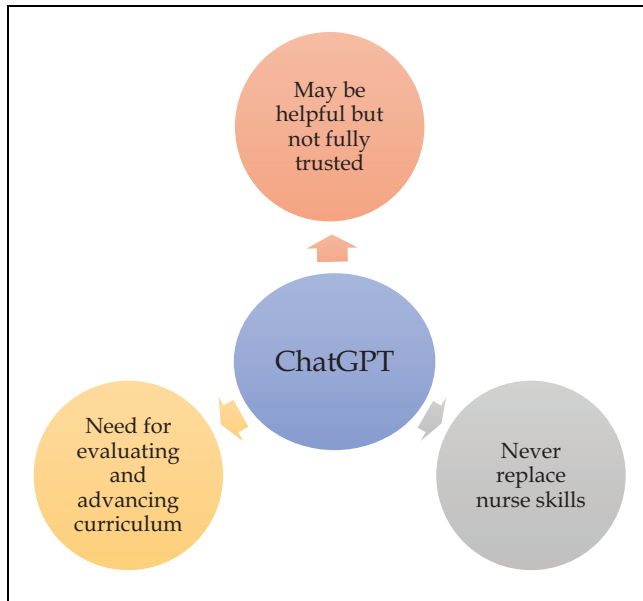 May be
helpful but
not fully
trusted
ChatGPT
Need for
evaluating
and
advancing
curriculum
Never
replace
nurse skills